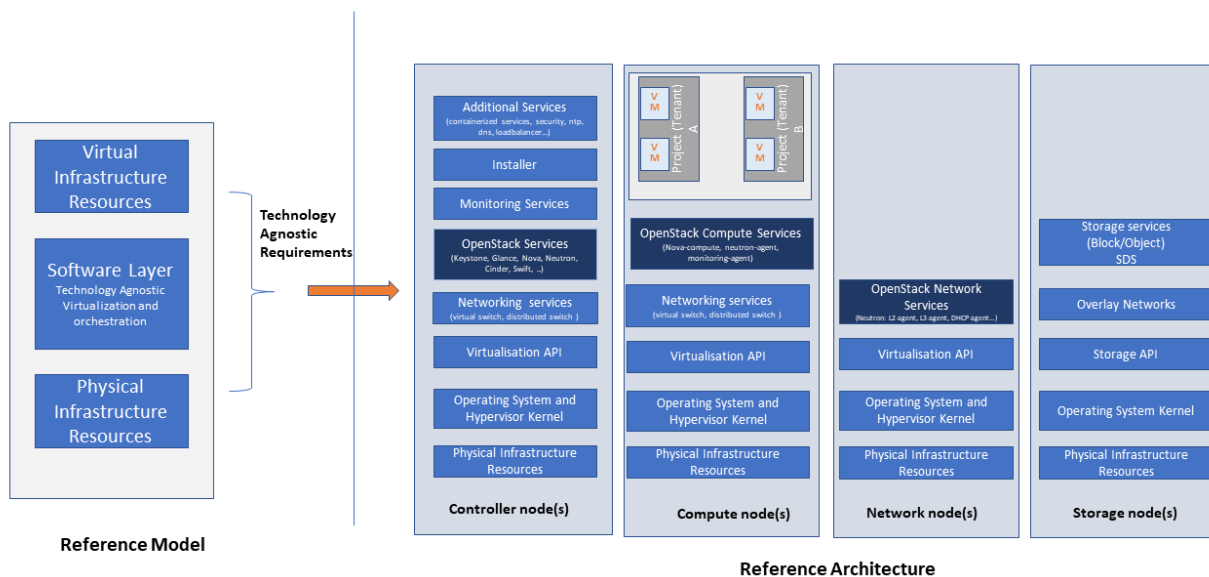 Virtual
Infrastructure
Resources
Software Layer
Technology Agnostic
Virtualization and
orchestration
Physical
Infrastructure
Resources
Reference Model
Technology
Agnostic
Requirements
Additional Services
(containerized services, security, ntp,
dns, loadbalancer...)
Installer
Monitoring Services
OpenStack Services
(Keystone, Glance, Nova, Neutron,
Cinder, Swift, ..)
Networking services
(virtual switch, distributed switch )
Virtualisation API
Operating System and
Hypervisor Kernel
Physical Infrastructure
Resources
Controller node(s)
V
M
V
M
Project (Tenant)
A
V
M
V
M
Project (Tenant)
B
OpenStack Compute Services
(Nova-compute, neutron-agent,
monitoring-agent)
Networking services
(virtual switch, distributed switch )
Virtualisation API
Operating System and
Hypervisor Kernel
Physical Infrastructure
Resources
Compute node(s)
OpenStack Network
Services
(Neutron: L2 agent, L3 agent, DHCP agent...)
Virtualisation API
Operating System and
Hypervisor Kernel
Physical Infrastructure
Resources
Network node(s)
Storage services
(Block/Object)
SDS
Overlay Networks
Storage API
Operating System Kernel
Physical Infrastructure
Resources
Storage node(s)
Reference Architecture